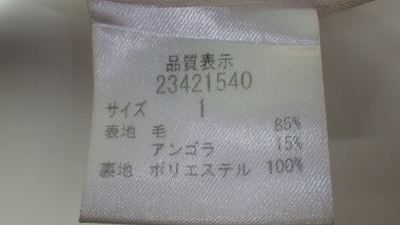 品質表示
23421540
サイズ 1
表地 毛 85%
アンゴラ 15%
裏地 ポリエステル 100%